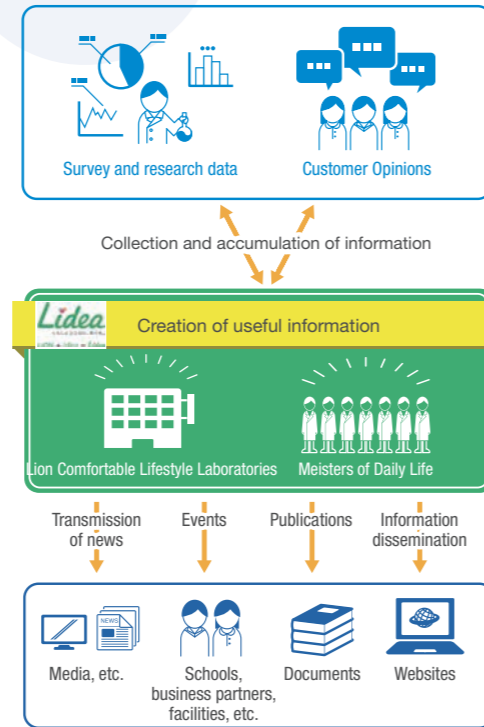 Survey and research data
Customer Opinions
Collection and accumulation of information
Lidea
Creation of useful information
Lion Comfortable Lifestyle Laboratories
Meisters of Daily Life
Transmission
of news
Events
Publications
Information
dissemination
NEWS
Media, etc.
Schools,
business partners,
facilities, etc.
Documents
Websites